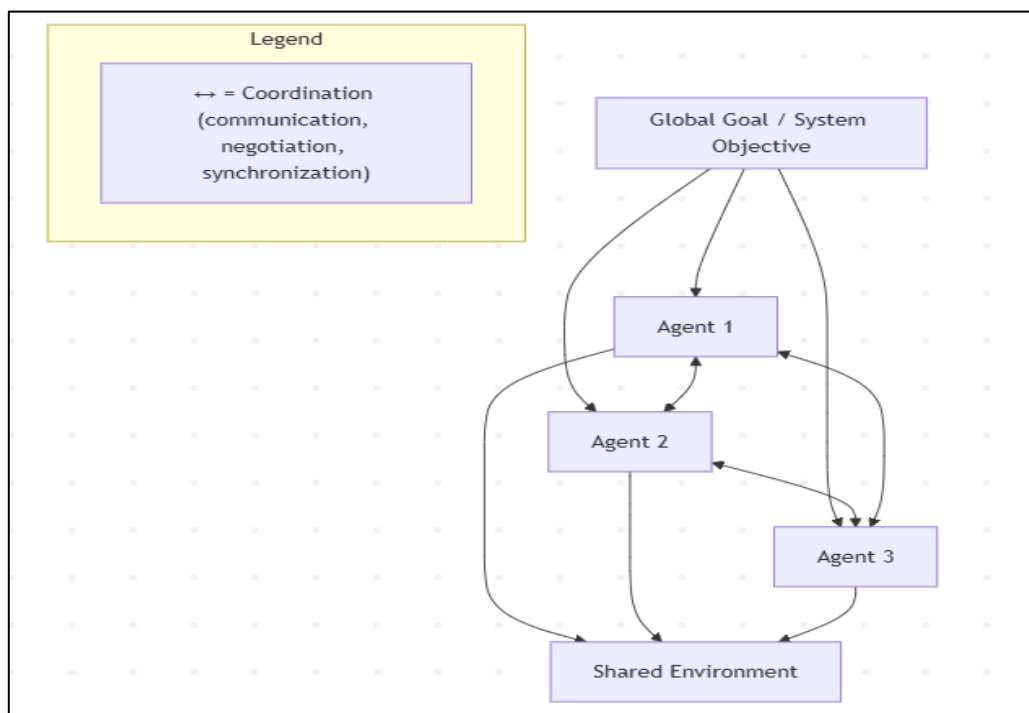 Legend
↔ = Coordination
(communication,
negotiation,
synchronization)
Global Goal / System
Objective
Agent 1
Agent 2
Agent 3
Shared Environment